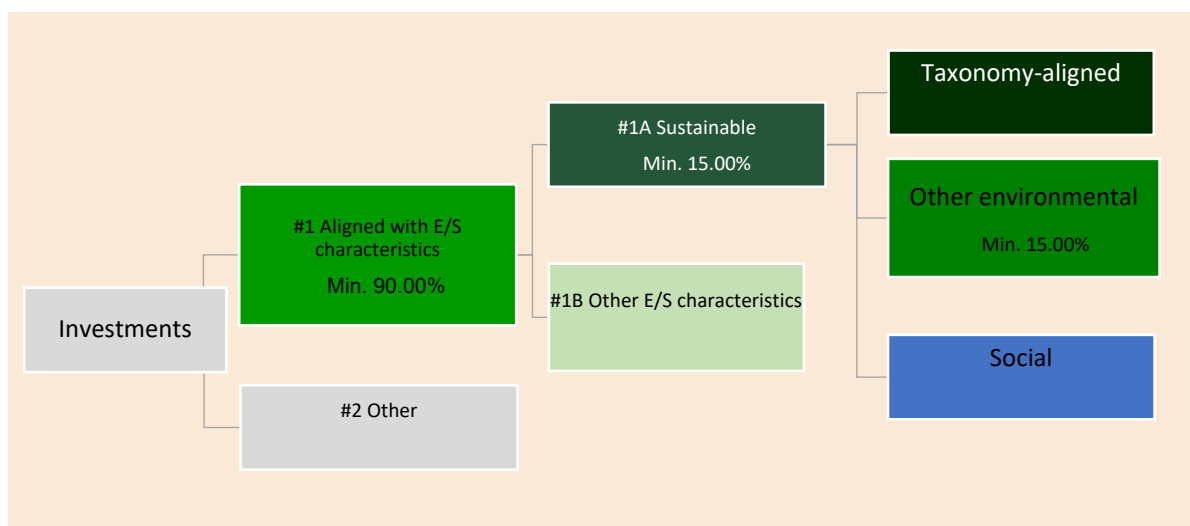 Investments
#1 Aligned with E/S
characteristics
Min. 90.00%
#2 Other
#1A Sustainable
Min. 15.00%
#1B Other E/S characteristics
Taxonomy-aligned
Other environmental
Min. 15.00%
Social